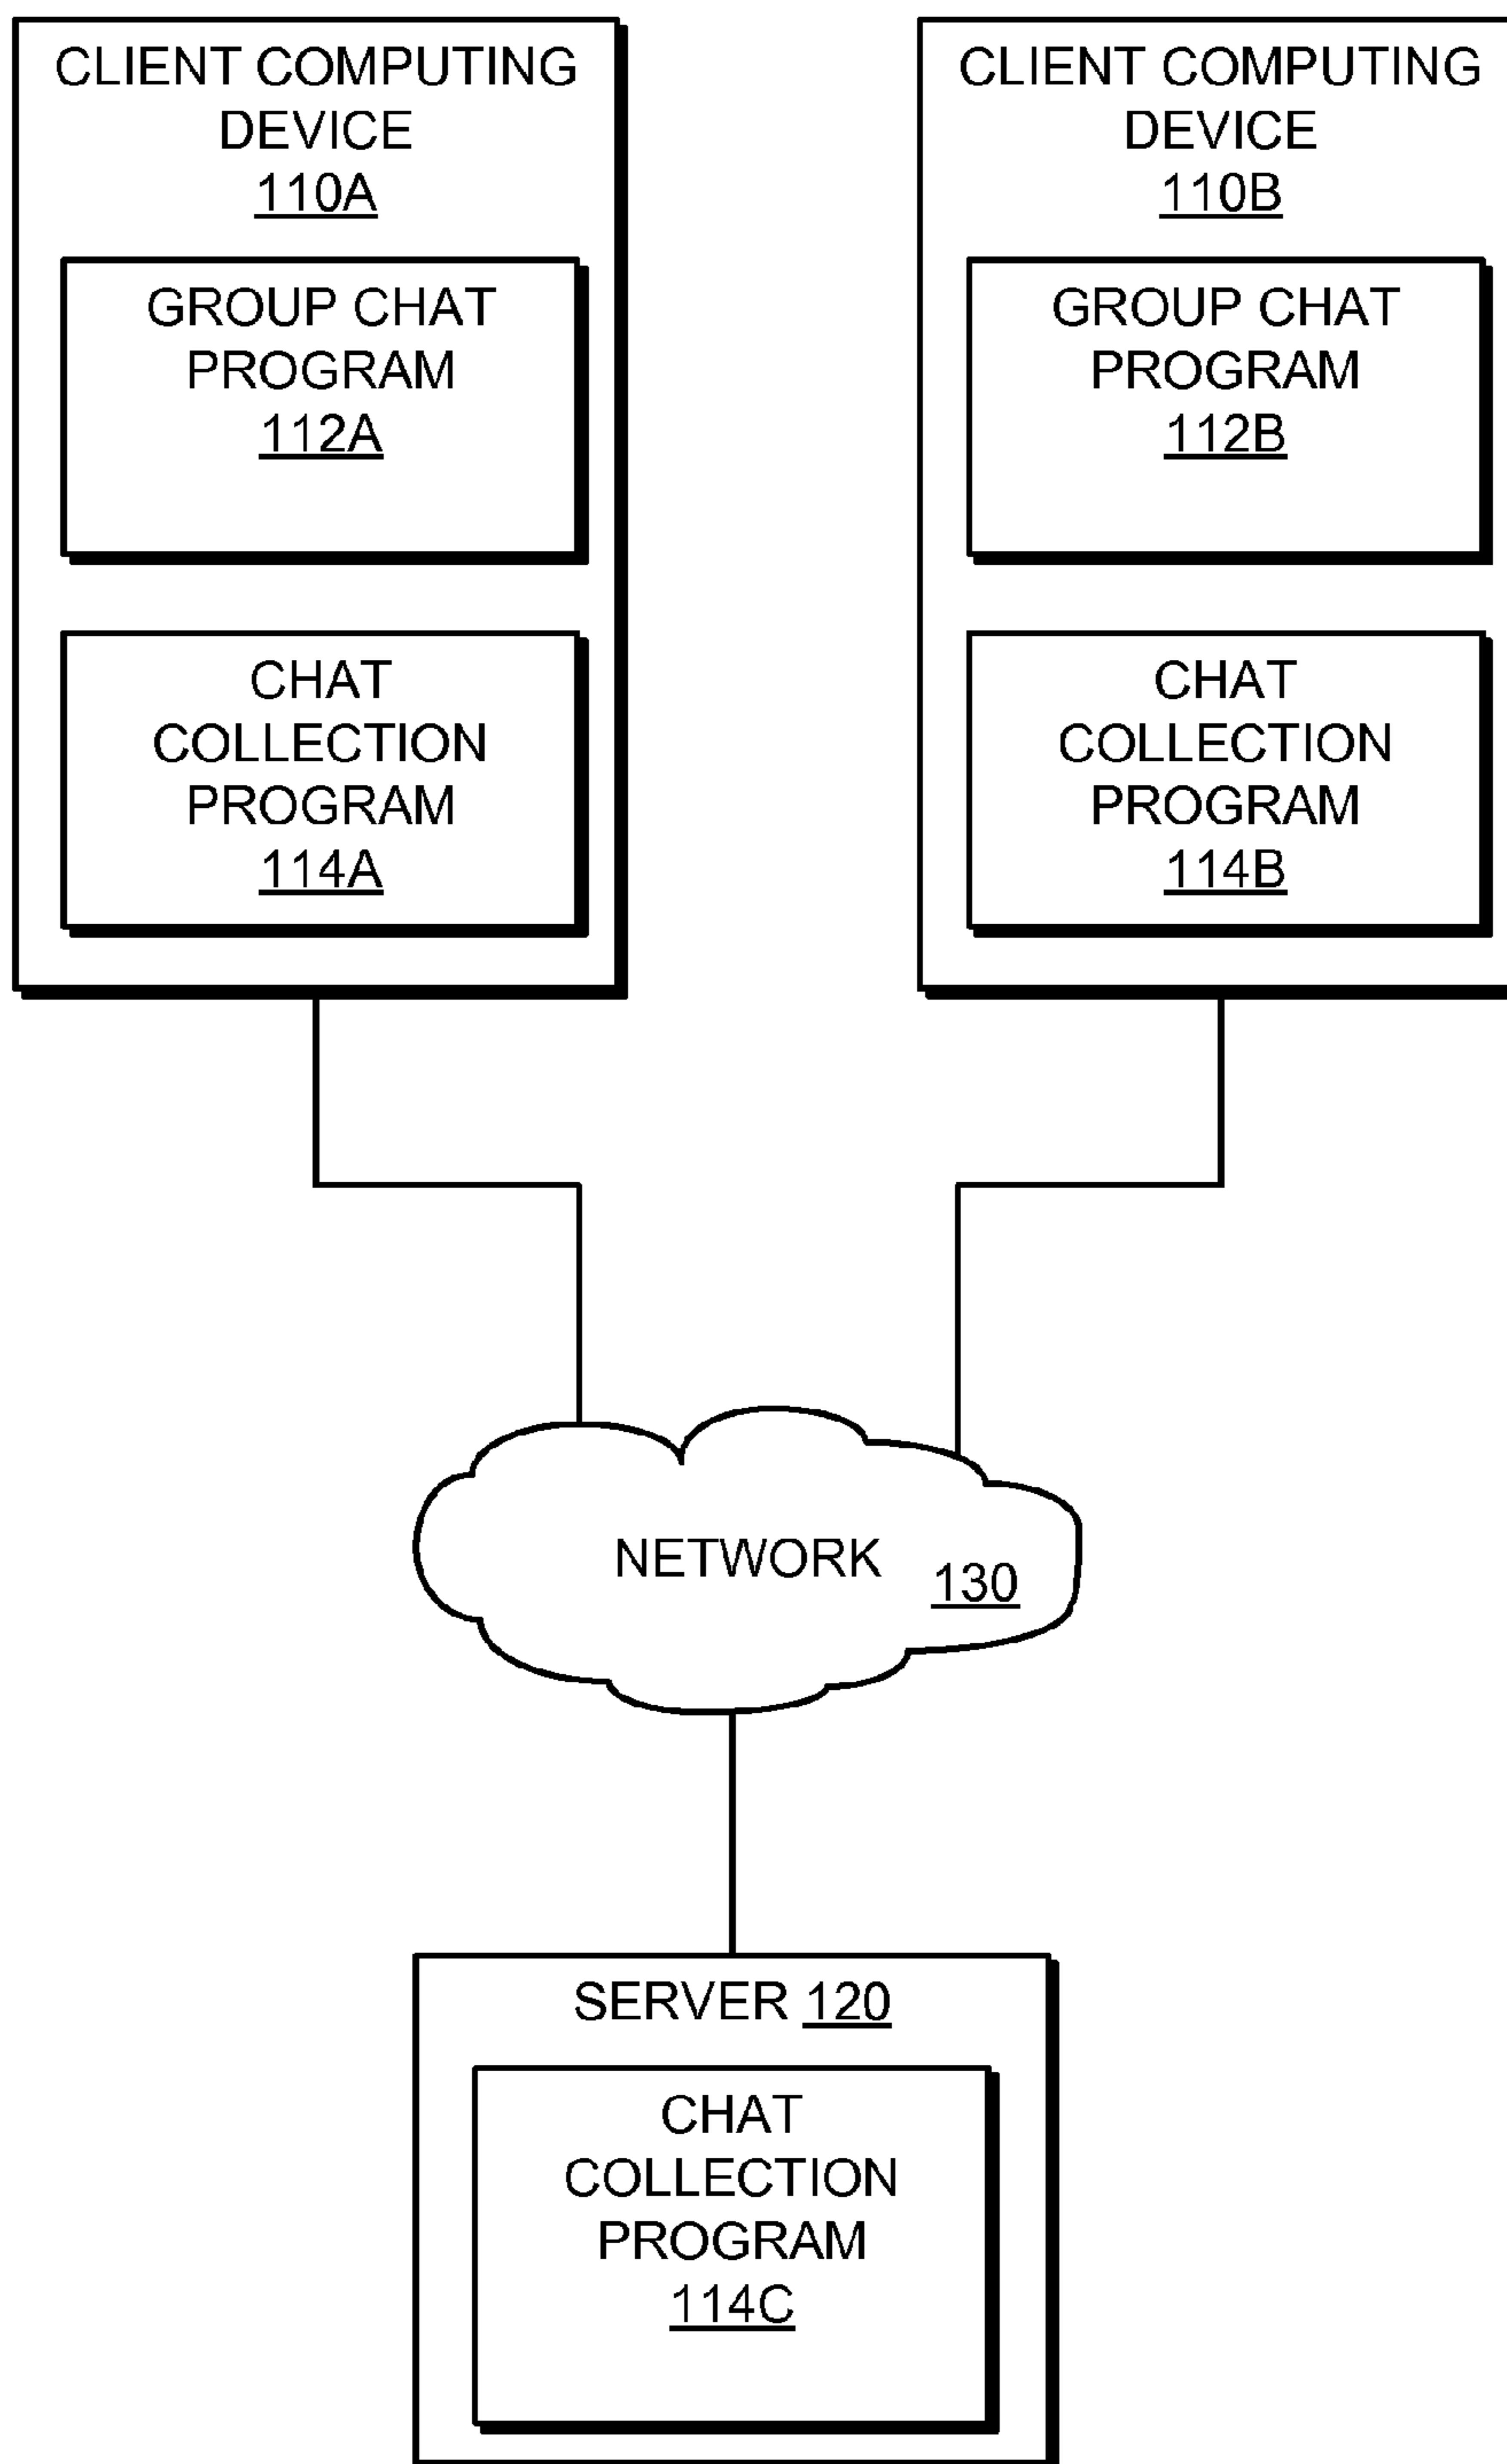 CLIENT COMPUTING
DEVICE
110A
GROUP CHAT
PROGRAM
112A
CHAT
COLLECTION
PROGRAM
114A
CLIENT COMPUTING
DEVICE
110B
GROUP CHAT
PROGRAM
112B
CHAT
COLLECTION
PROGRAM
114B
NETWORK 130
SERVER 120
CHAT
COLLECTION
PROGRAM
114C